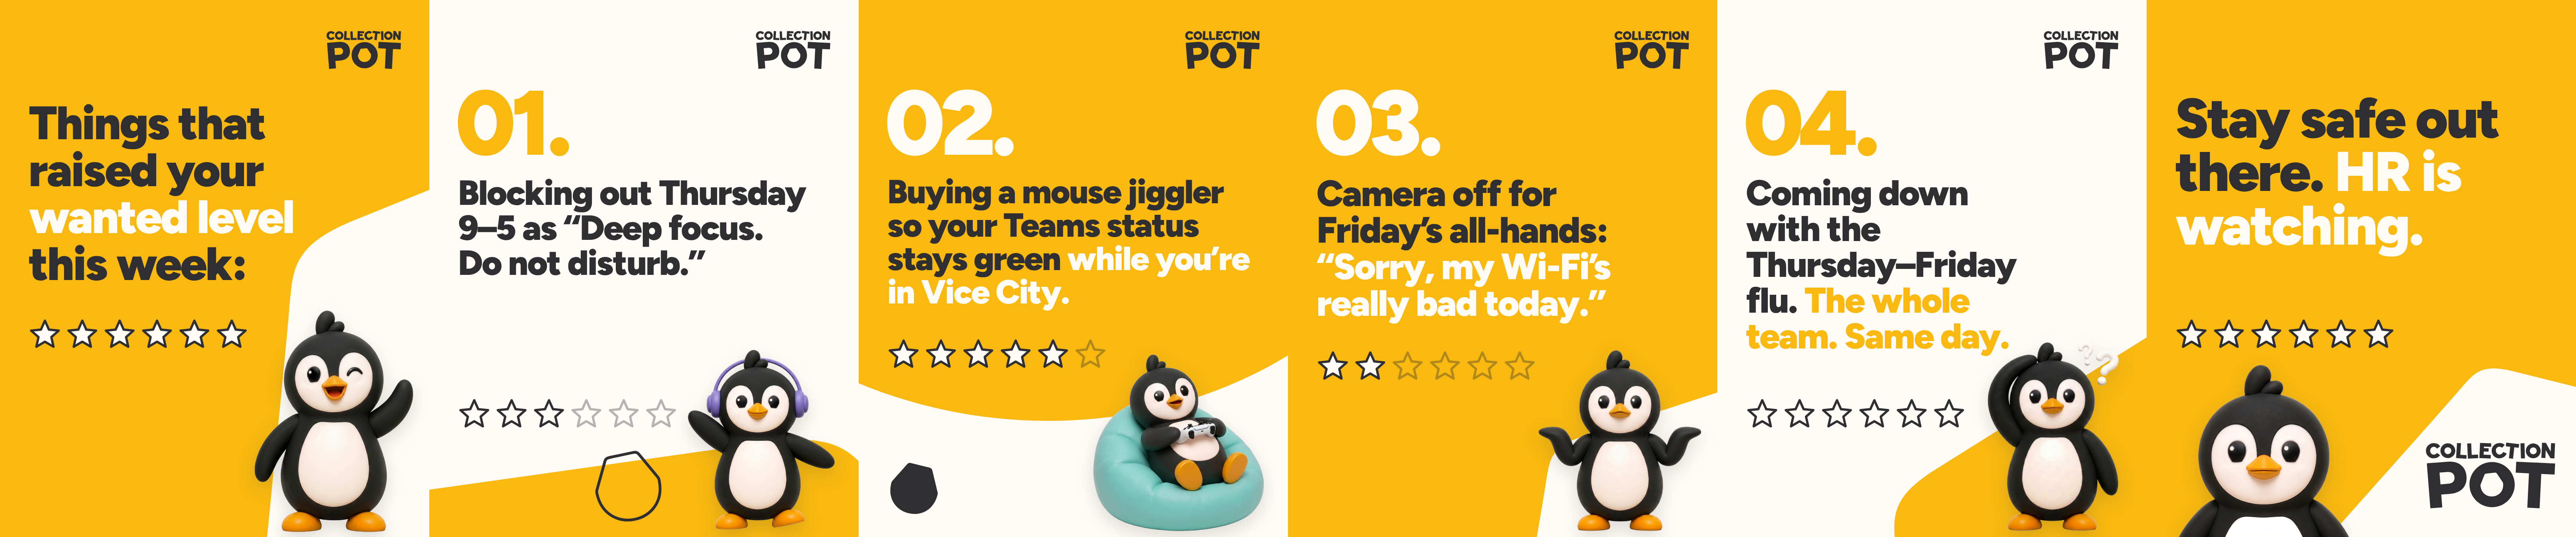 COLLECTION
POT
Things that
raised your
wanted level
this week:
COLLECTION
POT
01.
Blocking out Thursday
9–5 as “Deep focus.
Do not disturb.”
COLLECTION
POT
02.
Buying a mouse jiggler
so your Teams status
stays green while you’re
in Vice City.
COLLECTION
POT
03.
Camera off for
Friday’s all-hands:
“Sorry, my Wi-Fi’s
really bad today.”
COLLECTION
POT
04.
Coming down
with the
Thursday–Friday
flu. The whole
team. Same day.
??
Stay safe out
there. HR is
watching.
COLLECTION
POT